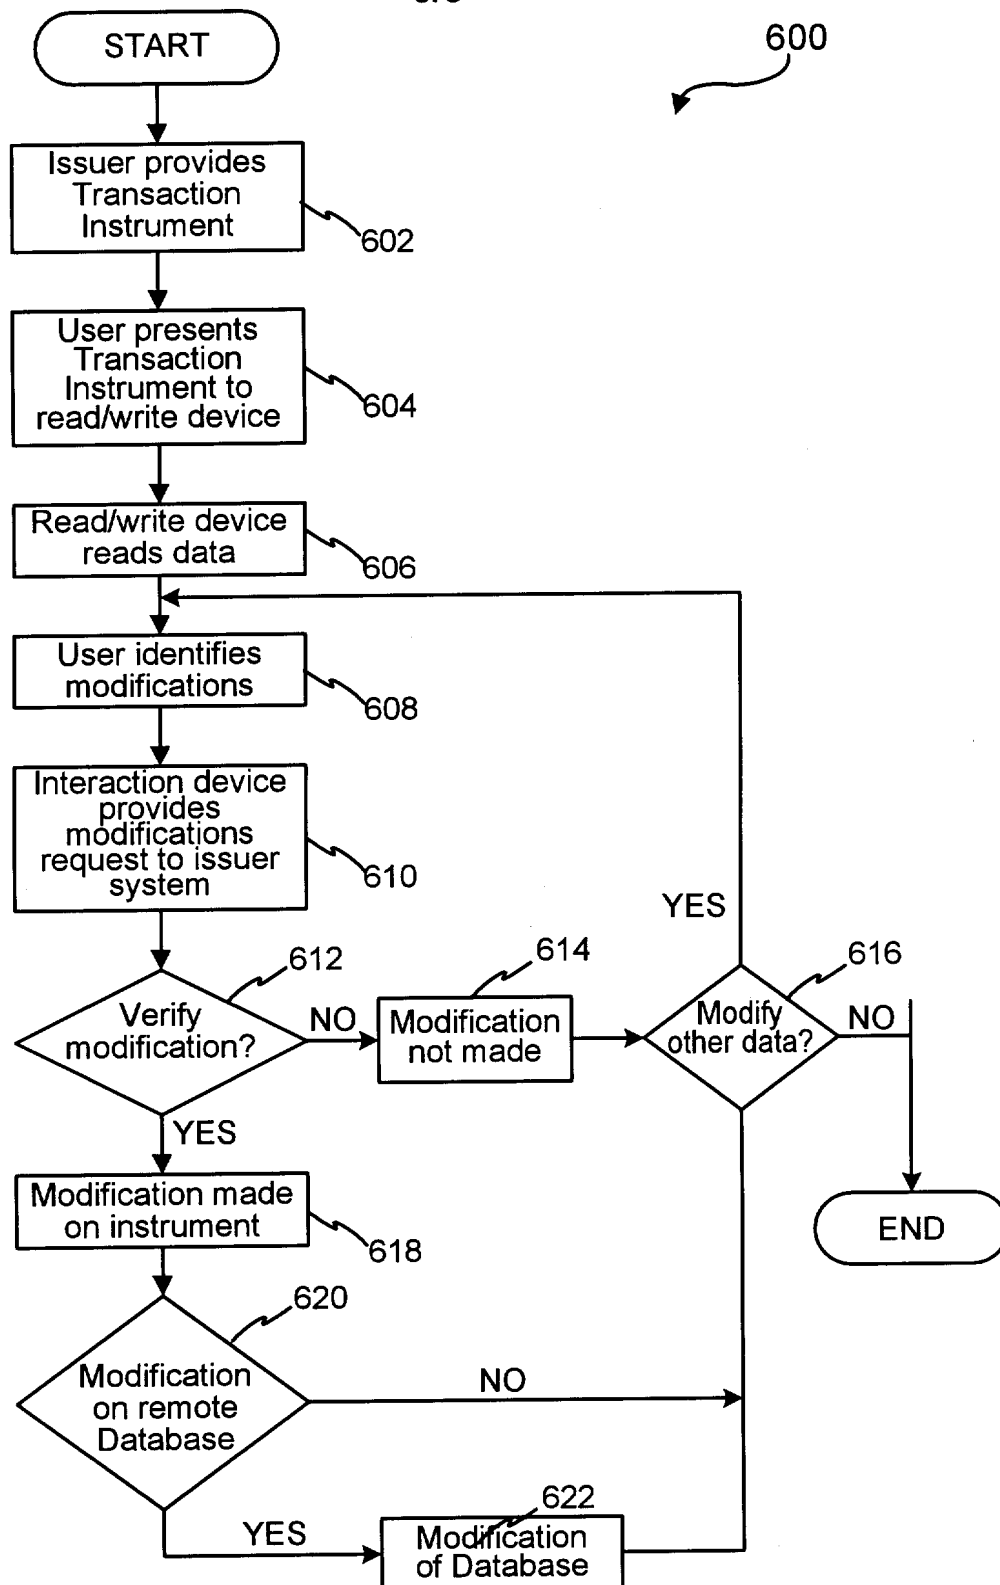 START
600
Issuer provides
Transaction
Instrument
602
User presents
Transaction
Instrument to
read/write device
604
Read/write device
reads data
606
User identifies
modifications
608
Interaction device
provides
modifications
request to issuer
system
610
YES
612
Verify
modification?
NO
614
Modification
not made
616
Modify
other data?
NO
YES
Modification made
on instrument
618
END
620
Modification
on remote
Database
NO
YES
622
Modification
of Database